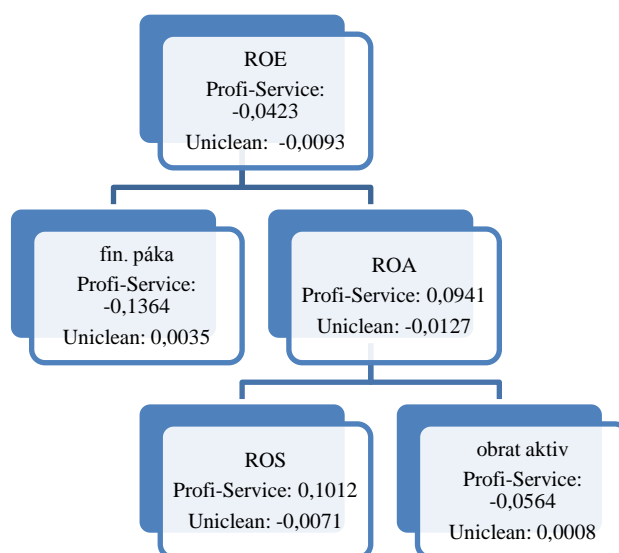 ROE
Profi-Service:
-0,0423
Uniclean:  -0,0093
fin. páka
Profi-Service:
-0,1364
Uniclean: 0,0035
ROA
Profi-Service: 0,0941
Uniclean: -0,0127
ROS
Profi-Service: 0,1012
Uniclean: -0,0071
obrat aktiv
Profi-Service:
-0,0564
Uniclean: 0,0008